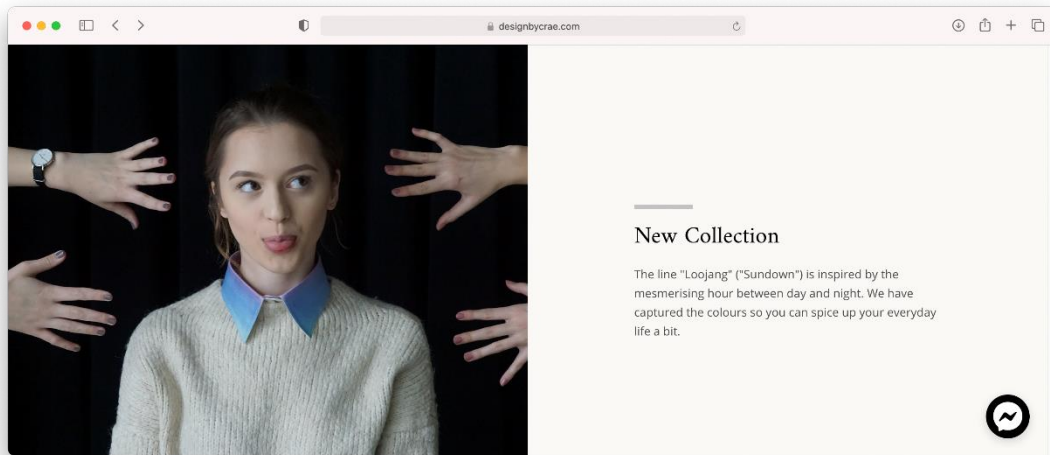 designbycrae.com
New Collection
The line "Loojang" ("Sundown") is inspired by the
mesmerising hour between day and night. We have
captured the colours so you can spice up your everyday
life a bit.